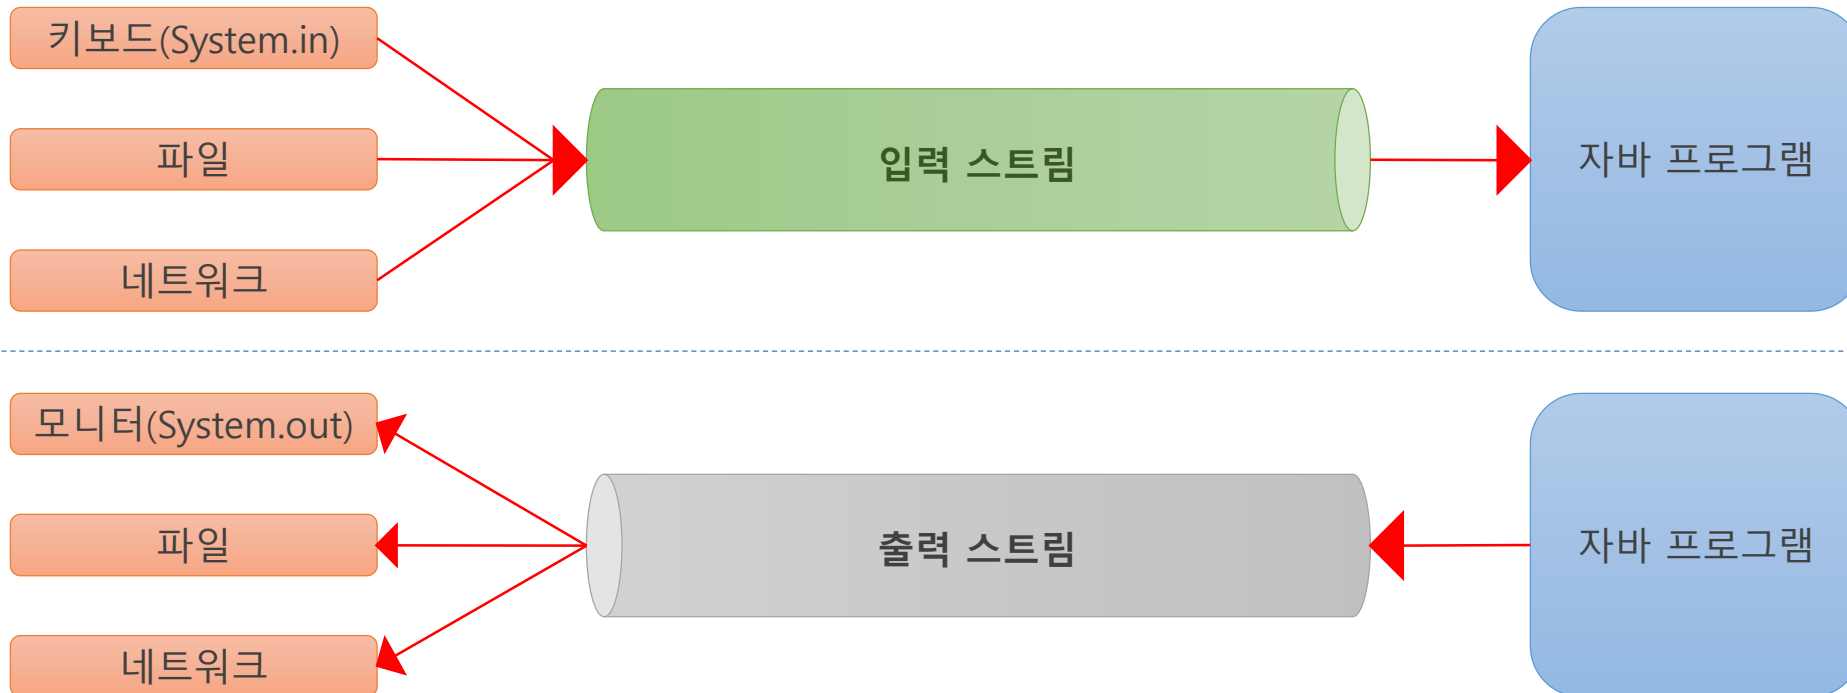 키보드(System.in)
파일
네트워크
입력 스트림
자바 프로그램
모니터(System.out)
파일
네트워크
출력 스트림
자바 프로그램